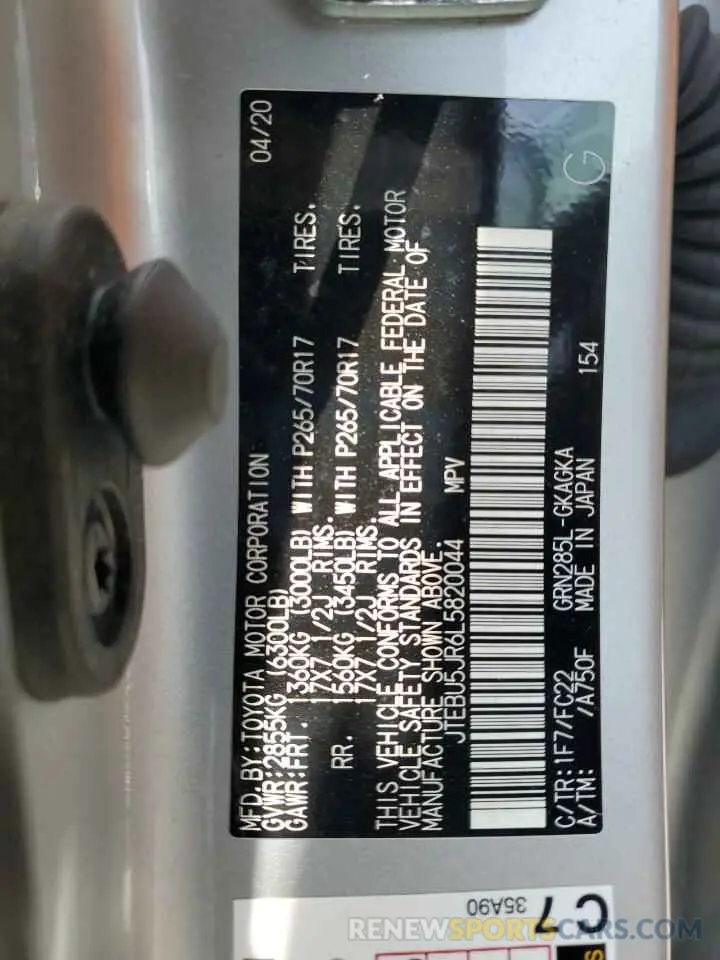 MFD.BY:TOYOTA MOTOR CORPORATION 04/20
GVWR:2855KG (6300LB)
GAWR:FRT. 1360KG (3000LB) WITH P265/70R17 TIRES.
17X7 1/2J RIMS.
RR. 1560KG (3450LB) WITH P265/70R17 TIRES.
17X7 1/2J RIMS.
THIS VEHICLE CONFORMS TO ALL APPLICABLE FEDERAL MOTOR
VEHICLE SAFETY STANDARDS IN EFFECT ON THE DATE OF
MANUFACTURE SHOWN ABOVE.
JTEBU5JR6L5820044 MPV
C/TR:1F7/FC22 GRN285L-GKAGKA 154
A/TM: /A750F MADE IN JAPAN
G
C 7
35A90
RENEWSPORTSCARS.COM